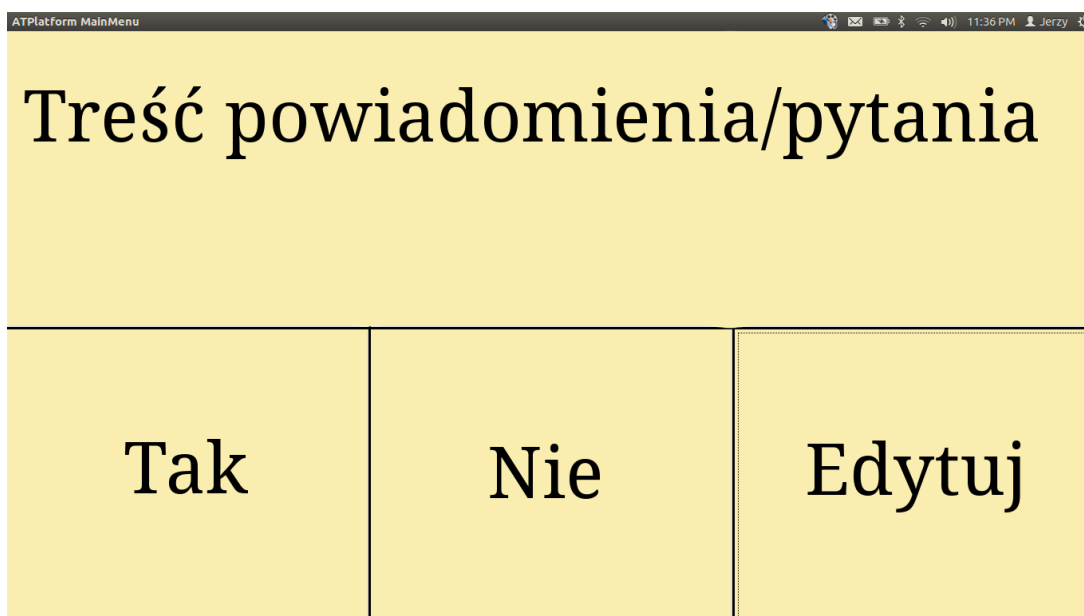 ATPlatform MainMenu 11:36 PM Jerzy
Treść powiadomienia/pytania
Tak Nie Edytuj